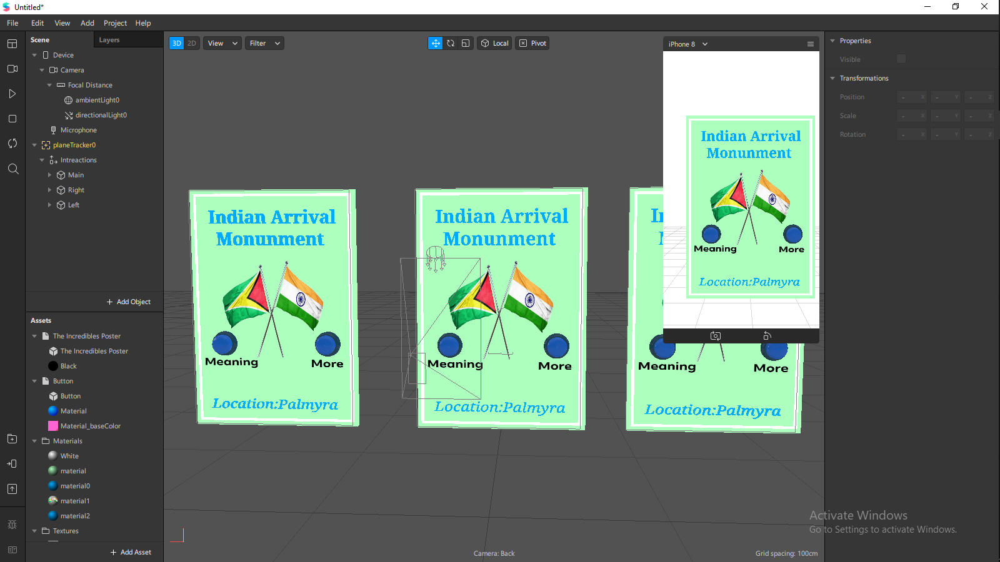 Untitled*
File Edit View Add Project Help
Scene Layers
Device
Camera
Focal Distance
ambientLight0
directionalLight0
Microphone
planeTracker0
Intreactions
Main
Right
Left
+ Add Object
Assets
The Incredibles Poster
The Incredibles Poster
Black
Button
Button
Material
Material_baseColor
Materials
White
material
material0
material1
material2
Textures
+ Add Asset
3D 2D View Filter Local Pivot
Indian Arrival
Monunment
Meaning More
Location:Palmyra
Indian Arrival
Monunment
Meaning More
Location:Palmyra
Meaning More
Location:Palmyra
iPhone 8
Indian Arrival
Monunment
Meaning More
Location:Palmyra
Camera: Back
Grid spacing: 100cm
Properties
Visible
Transformations
Position - X - Y - Z
Scale - X - Y - Z
Rotation - X - Y - Z
Activate Windows
Go to Settings to activate Windows.